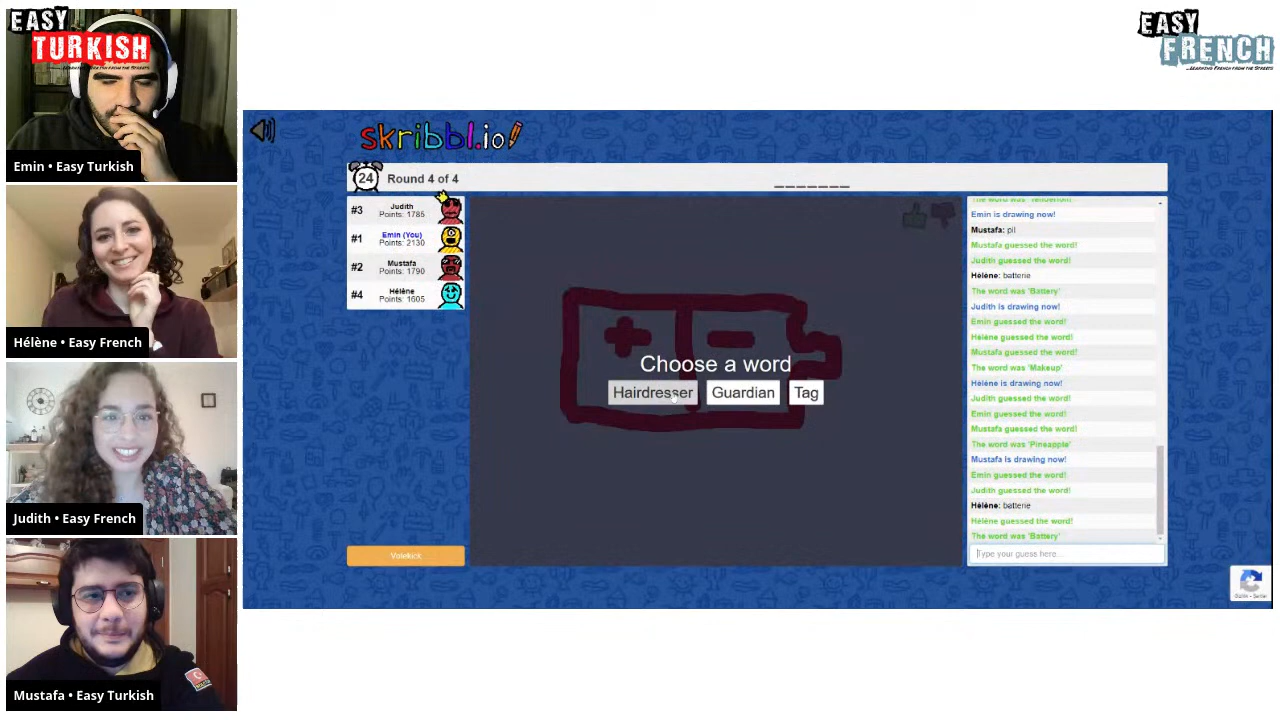 EASY
TURKISH
Emin • Easy Turkish
Hélène • Easy French
Judith • Easy French
Mustafa • Easy Turkish
EASY
FRENCH
...LEARNING FRENCH FROM THE STREETS
skribbl.io
24
Round 4 of 4
_______
#3
Judith
Points: 1785
#1
Emin (You)
Points: 2130
#2
Mustafa
Points: 1790
#4
Hélène
Points: 1605
Votekick
Choose a word
Hairdresser
Guardian
Tag
Emin is drawing now!
Mustafa: pil
Mustafa guessed the word!
Judith guessed the word!
Hélène: batterie
The word was 'Battery'
Judith is drawing now!
Emin guessed the word!
Hélène guessed the word!
Mustafa guessed the word!
The word was 'Makeup'
Hélène is drawing now!
Judith guessed the word!
Emin guessed the word!
Mustafa guessed the word!
The word was 'Pineapple'
Mustafa is drawing now!
Emin guessed the word!
Judith guessed the word!
Hélène: batterie
Hélène guessed the word!
The word was 'Battery'
Type your guess here...